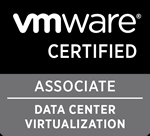 vmware®
CERTIFIED
ASSOCIATE
DATA CENTER
VIRTUALIZATION